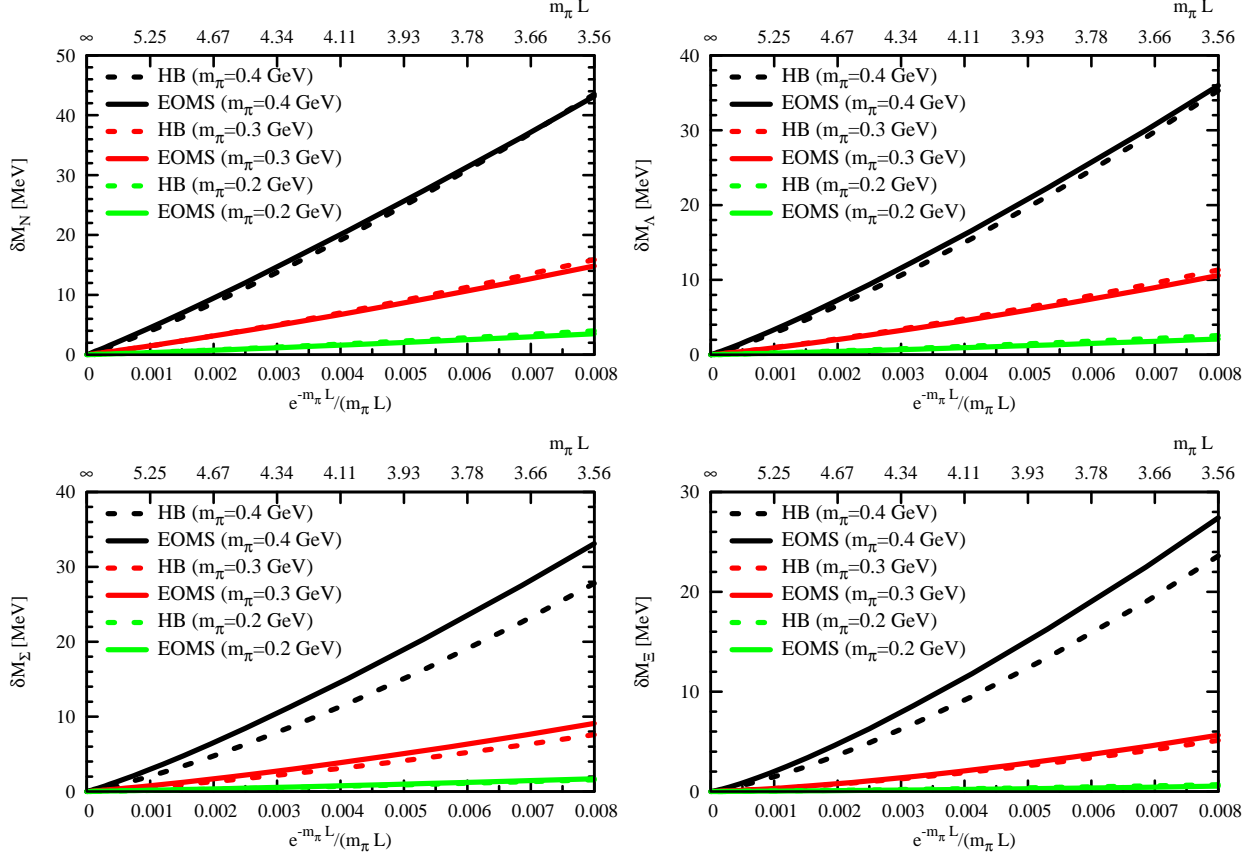 m_π L
∞ 5.25 4.67 4.34 4.11 3.93 3.78 3.66 3.56
50
40
30
20
10
0
δM_N [MeV]
HB (m_π=0.4 GeV)
EOMS (m_π=0.4 GeV)
HB (m_π=0.3 GeV)
EOMS (m_π=0.3 GeV)
HB (m_π=0.2 GeV)
EOMS (m_π=0.2 GeV)
0 0.001 0.002 0.003 0.004 0.005 0.006 0.007 0.008
e^{-m_π L}/(m_π L)
m_π L
∞ 5.25 4.67 4.34 4.11 3.93 3.78 3.66 3.56
40
30
20
10
0
δM_Λ [MeV]
HB (m_π=0.4 GeV)
EOMS (m_π=0.4 GeV)
HB (m_π=0.3 GeV)
EOMS (m_π=0.3 GeV)
HB (m_π=0.2 GeV)
EOMS (m_π=0.2 GeV)
0 0.001 0.002 0.003 0.004 0.005 0.006 0.007 0.008
e^{-m_π L}/(m_π L)
m_π L
∞ 5.25 4.67 4.34 4.11 3.93 3.78 3.66 3.56
40
30
20
10
0
δM_Σ [MeV]
HB (m_π=0.4 GeV)
EOMS (m_π=0.4 GeV)
HB (m_π=0.3 GeV)
EOMS (m_π=0.3 GeV)
HB (m_π=0.2 GeV)
EOMS (m_π=0.2 GeV)
0 0.001 0.002 0.003 0.004 0.005 0.006 0.007 0.008
e^{-m_π L}/(m_π L)
m_π L
∞ 5.25 4.67 4.34 4.11 3.93 3.78 3.66 3.56
30
20
10
0
δM_Ξ [MeV]
HB (m_π=0.4 GeV)
EOMS (m_π=0.4 GeV)
HB (m_π=0.3 GeV)
EOMS (m_π=0.3 GeV)
HB (m_π=0.2 GeV)
EOMS (m_π=0.2 GeV)
0 0.001 0.002 0.003 0.004 0.005 0.006 0.007 0.008
e^{-m_π L}/(m_π L)